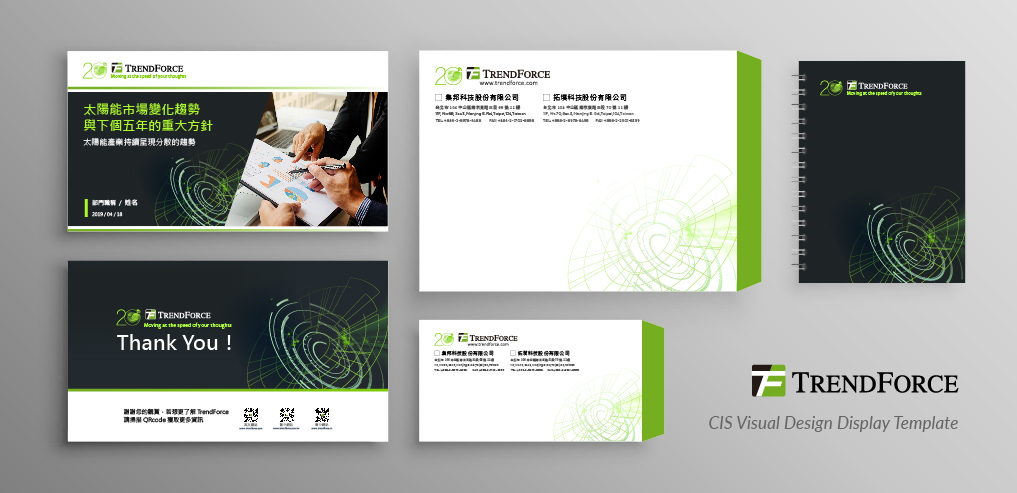 20 TRENDFORCE
Moving at the speed of your thoughts
太陽能市場變化趨勢
與下個五年的重大方針
太陽能產業持續呈現分散的趨勢
部門職稱 / 姓名
2019 / 04 / 18
20 TRENDFORCE
Moving at the speed of your thoughts
Thank You !
謝謝您的觀賞，若想更了解 TrendForce
請掃描 QRcode 獲取更多資訊
20 TRENDFORCE
www.trendforce.com
集邦科技股份有限公司
拓墣科技股份有限公司
20 TRENDFORCE
www.trendforce.com
集邦科技股份有限公司
拓墣科技股份有限公司
20 TRENDFORCE
Moving at the speed of your thoughts
TRENDFORCE
CIS Visual Design Display Template